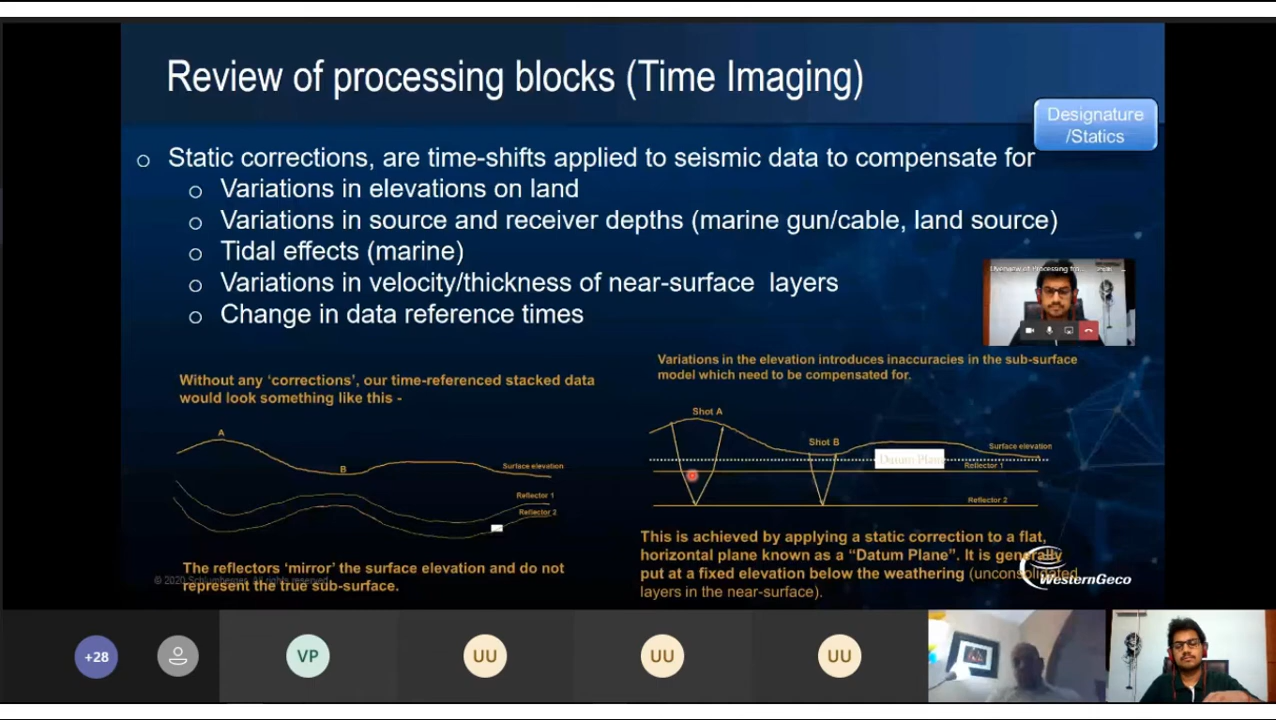 Review of processing blocks (Time Imaging)
Designature
/Statics
Static corrections, are time-shifts applied to seismic data to compensate for
Variations in elevations on land
Variations in source and receiver depths (marine gun/cable, land source)
Tidal effects (marine)
Variations in velocity/thickness of near-surface layers
Change in data reference times
Without any ‘corrections’, our time-referenced stacked data
would look something like this -
A
B
Surface elevation
Reflector 1
Reflector 2
The reflectors ‘mirror’ the surface elevation and do not
represent the true sub-surface.
© 2020 Schlumberger. All rights reserved.
Variations in the elevation introduces inaccuracies in the sub-surface
model which need to be compensated for.
Shot A
Shot B
Surface elevation
Datum Plane
Reflector 1
Reflector 2
This is achieved by applying a static correction to a flat,
horizontal plane known as a “Datum Plane”. It is generally
put at a fixed elevation below the weathering (unconsolidated
layers in the near-surface).
WesternGeco
+28
VP
UU
UU
UU